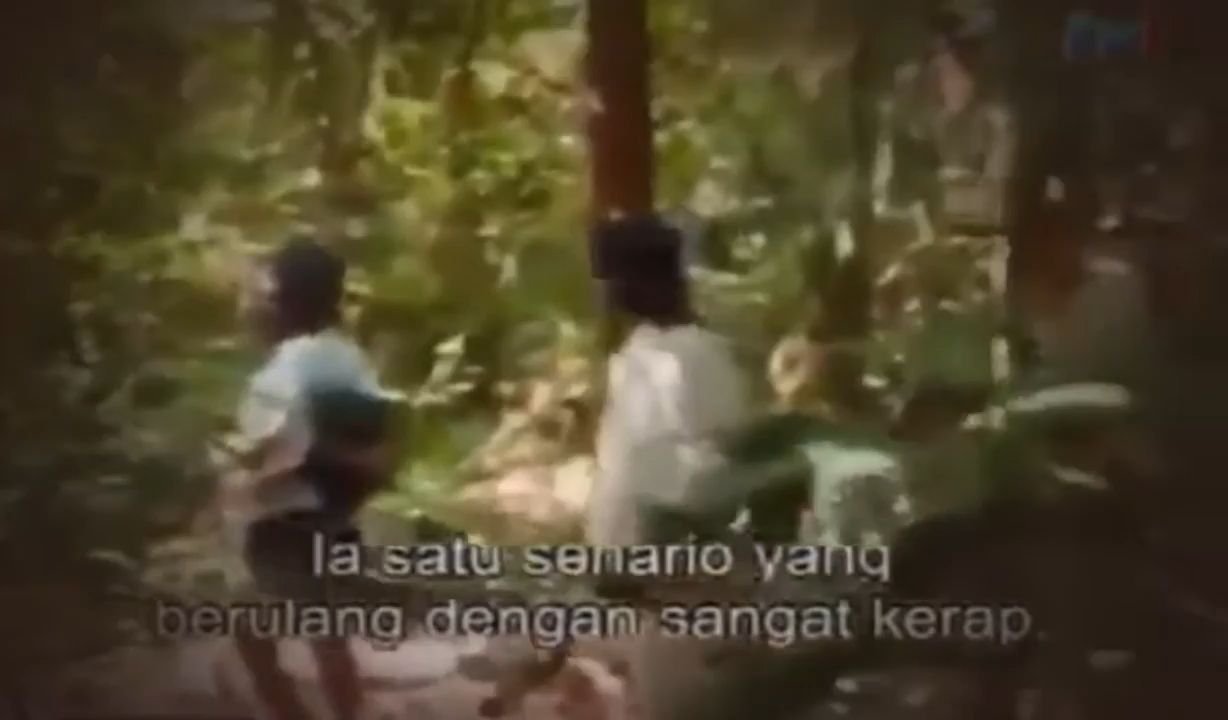 Ia satu senario yang
berulang dengan sangat kerap.